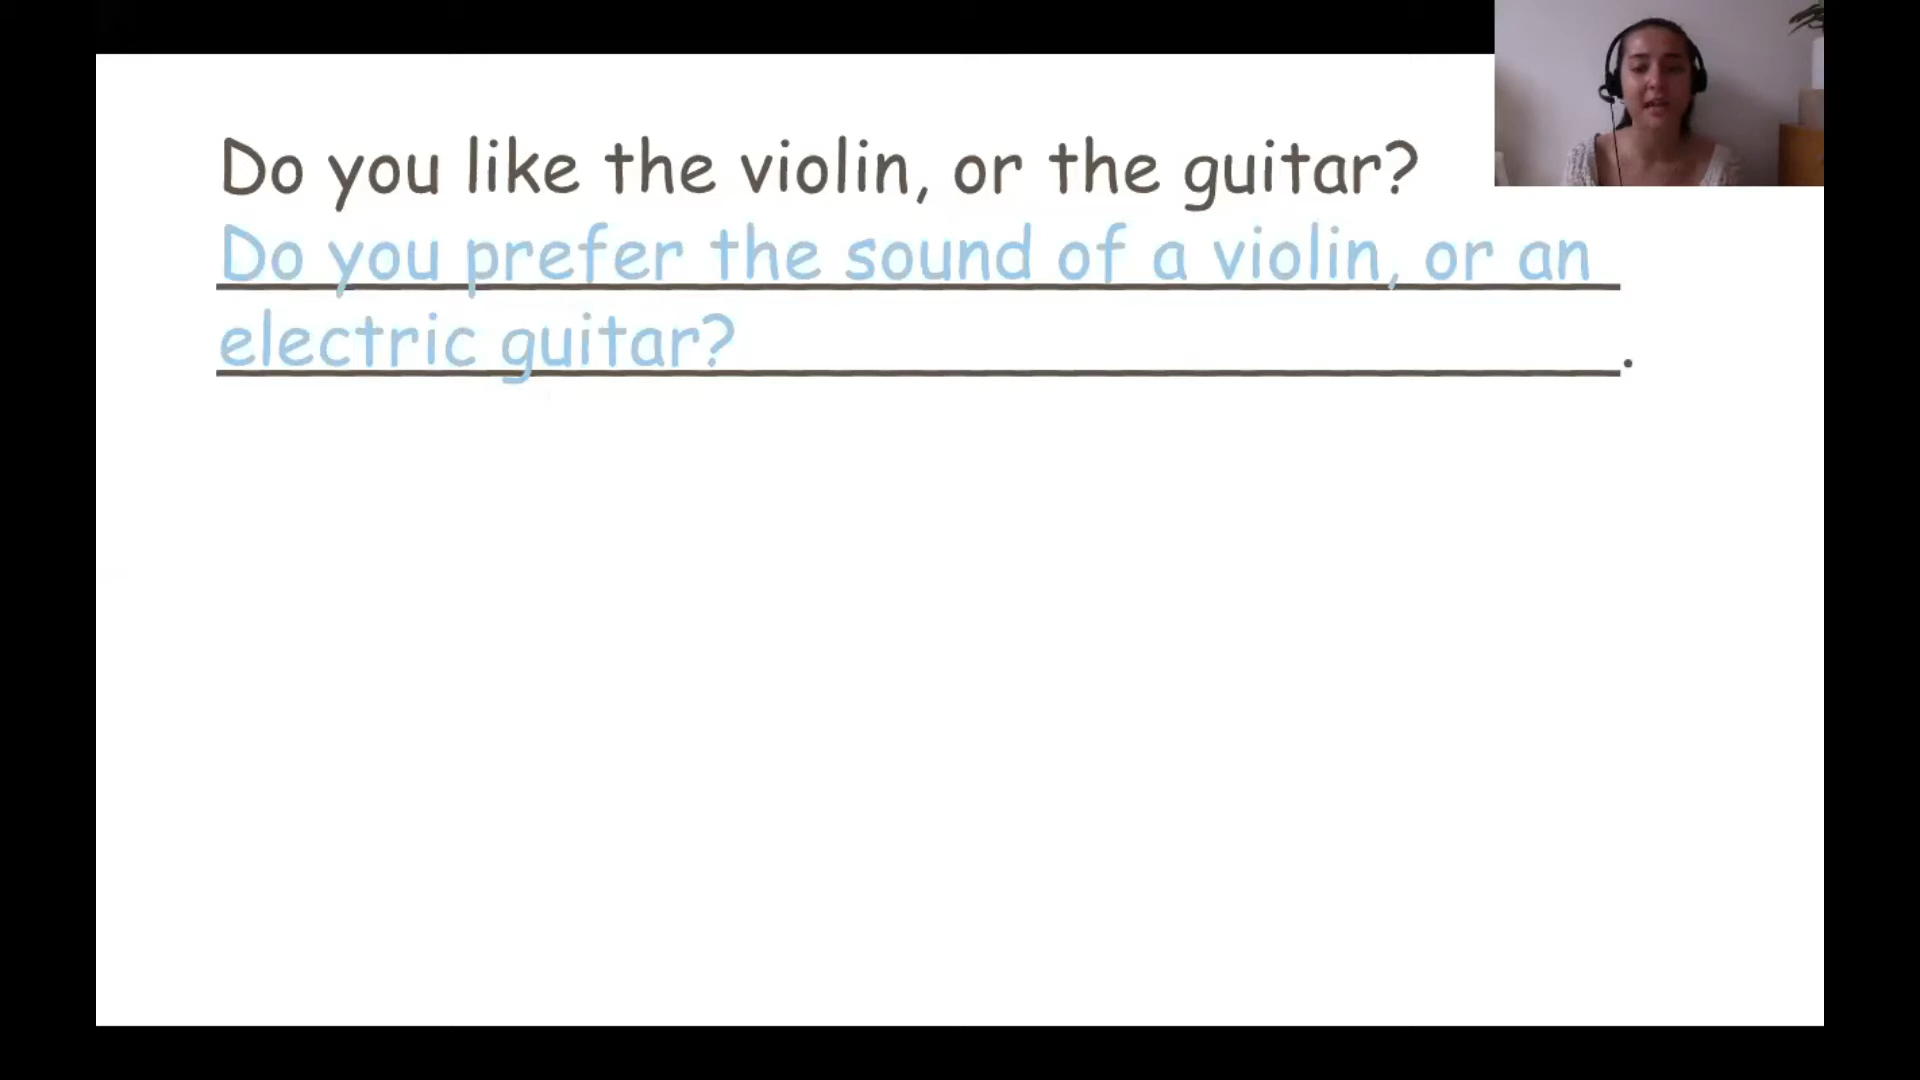 Do you like the violin, or the guitar?
Do you prefer the sound of a violin, or an
electric guitar? .